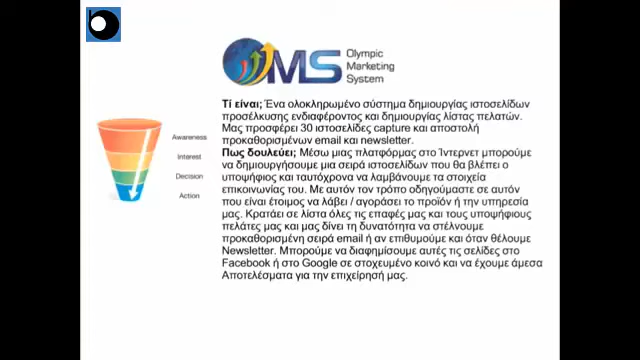 OMS
Olympic
Marketing
System
Τί είναι; Ένα ολοκληρωμένο σύστημα δημιουργίας ιστοσελίδων
προσέλκυσης ενδιαφέροντος και δημιουργίας λίστας πελατών.
Μας προσφέρει 30 ιστοσελίδες capture και αποστολή
προκαθορισμένων email και newsletter.
Πως δουλεύει; Μέσω μιας πλατφόρμας στο Ίντερνετ μπορούμε
να δημιουργήσουμε μια σειρά ιστοσελίδων που θα βλέπει ο
υποψήφιος και ταυτόχρονα να λαμβάνουμε τα στοιχεία
επικοινωνίας του. Με αυτόν τον τρόπο οδηγούμαστε σε αυτόν
που είναι έτοιμος να λάβει / αγοράσει το προϊόν ή την υπηρεσία
μας. Κρατάει σε λίστα όλες τις επαφές μας και τους υποψήφιους
πελάτες μας και μας δίνει τη δυνατότητα να στέλνουμε
προκαθορισμένη σειρά email ή αν επιθυμούμε και όταν θέλουμε
Newsletter. Μπορούμε να διαφημίσουμε αυτές τις σελίδες στο
Facebook ή στο Google σε στοχευμένο κοινό και να έχουμε άμεσα
Αποτελέσματα για την επιχείρησή μας.
Awareness
Interest
Decision
Action